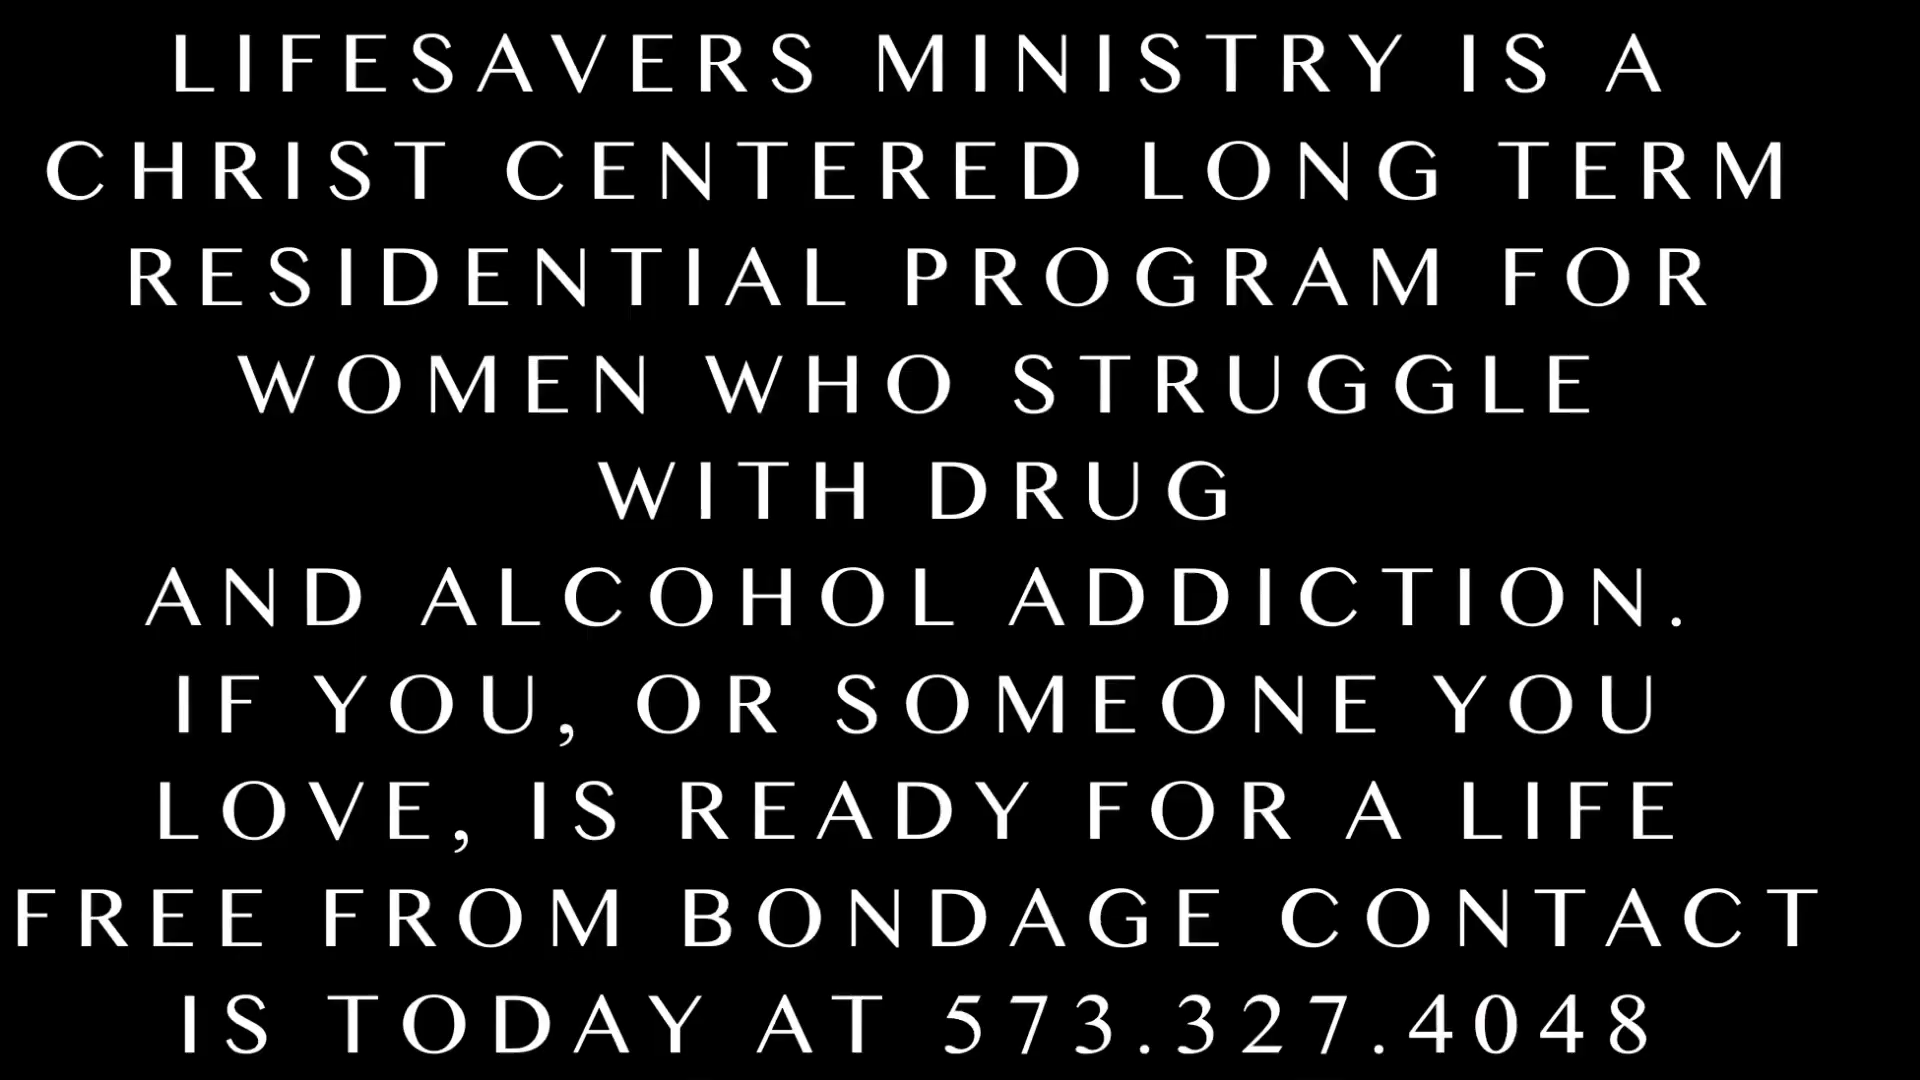 LIFESAVERS MINISTRY IS A
CHRIST CENTERED LONG TERM
RESIDENTIAL PROGRAM FOR
WOMEN WHO STRUGGLE
WITH DRUG
AND ALCOHOL ADDICTION.
IF YOU, OR SOMEONE YOU
LOVE, IS READY FOR A LIFE
FREE FROM BONDAGE CONTACT
IS TODAY AT 573.327.4048